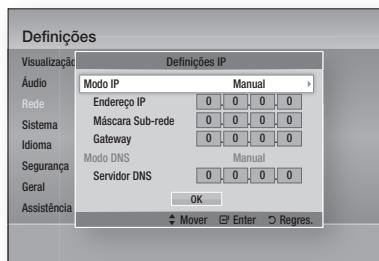 Definições
Visualizaçãc
Definições IP
Áudio
Modo IP Manual
Rede
Endereço IP 0 . 0 . 0 . 0
Sistema
Máscara Sub-rede 0 . 0 . 0 . 0
Idioma
Gateway 0 . 0 . 0 . 0
Modo DNS Manual
Segurança
Servidor DNS 0 . 0 . 0 . 0
Geral
OK
Assistência
Mover Enter Regres.